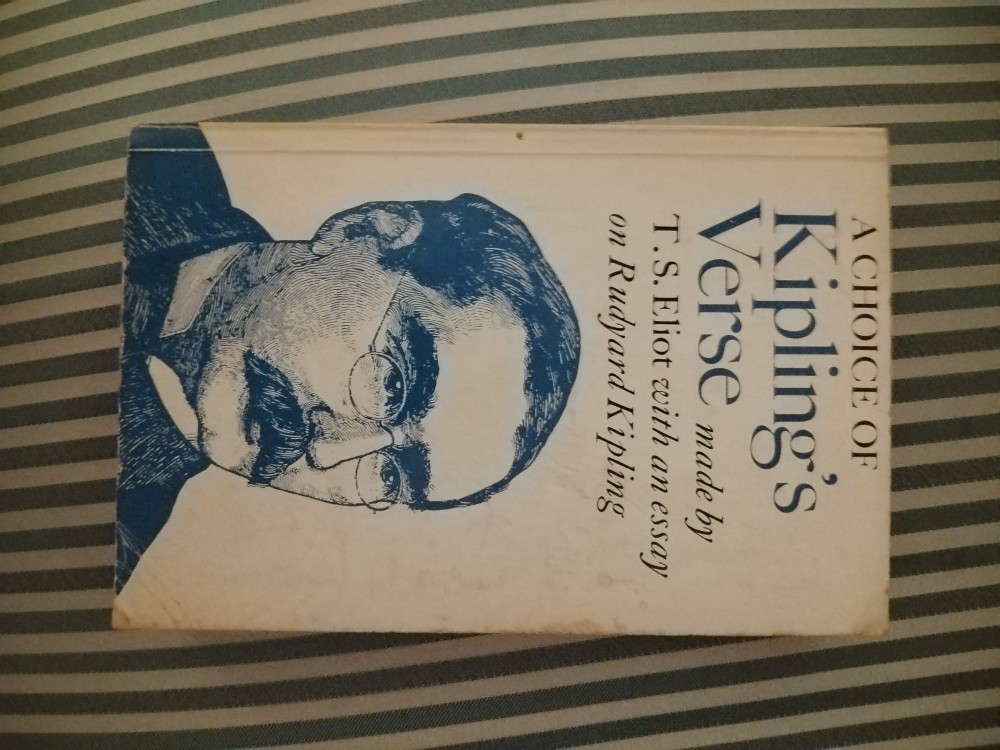 A CHOICE OF
Kipling's
Verse made by
T.S. Eliot with an essay
on Rudyard Kipling